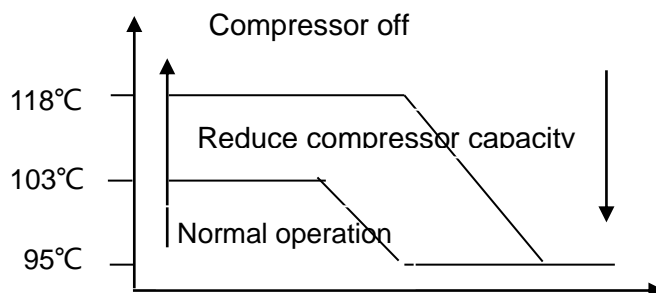 Compressor off
118℃
Reduce compressor capacity
103℃
Normal operation
95℃